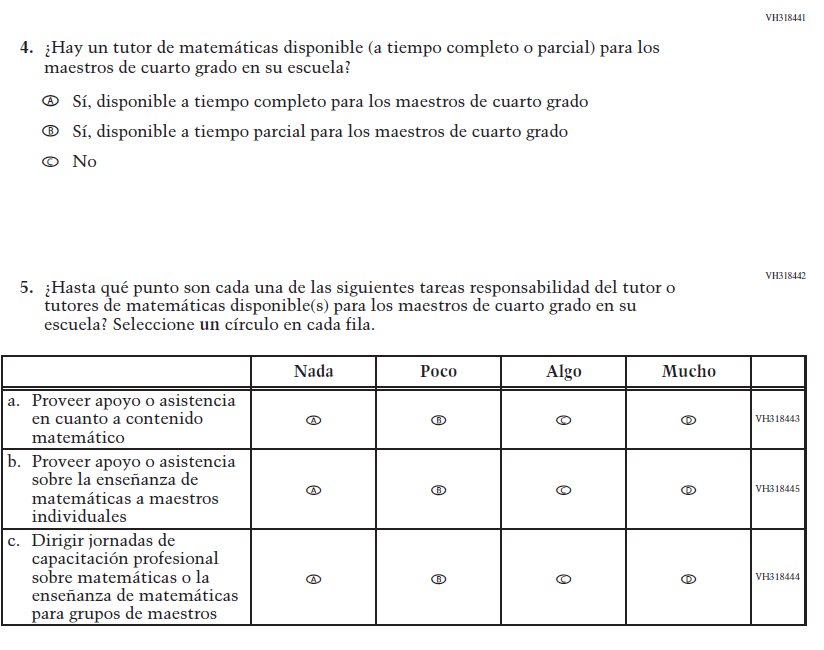 VH318441
4. ¿Hay un tutor de matemáticas disponible (a tiempo completo o parcial) para los
maestros de cuarto grado en su escuela?
A Sí, disponible a tiempo completo para los maestros de cuarto grado
B Sí, disponible a tiempo parcial para los maestros de cuarto grado
C No
VH318442
5. ¿Hasta qué punto son cada una de las siguientes tareas responsabilidad del tutor o
tutores de matemáticas disponible(s) para los maestros de cuarto grado en su
escuela? Seleccione un círculo en cada fila.
Nada Poco Algo Mucho
a. Proveer apoyo o asistencia
en cuanto a contenido
matemático
A B C D VH318443
b. Proveer apoyo o asistencia
sobre la enseñanza de
matemáticas a maestros
individuales
A B C D VH318445
c. Dirigir jornadas de
capacitación profesional
sobre matemáticas o la
enseñanza de matemáticas
para grupos de maestros
A B C D VH318444